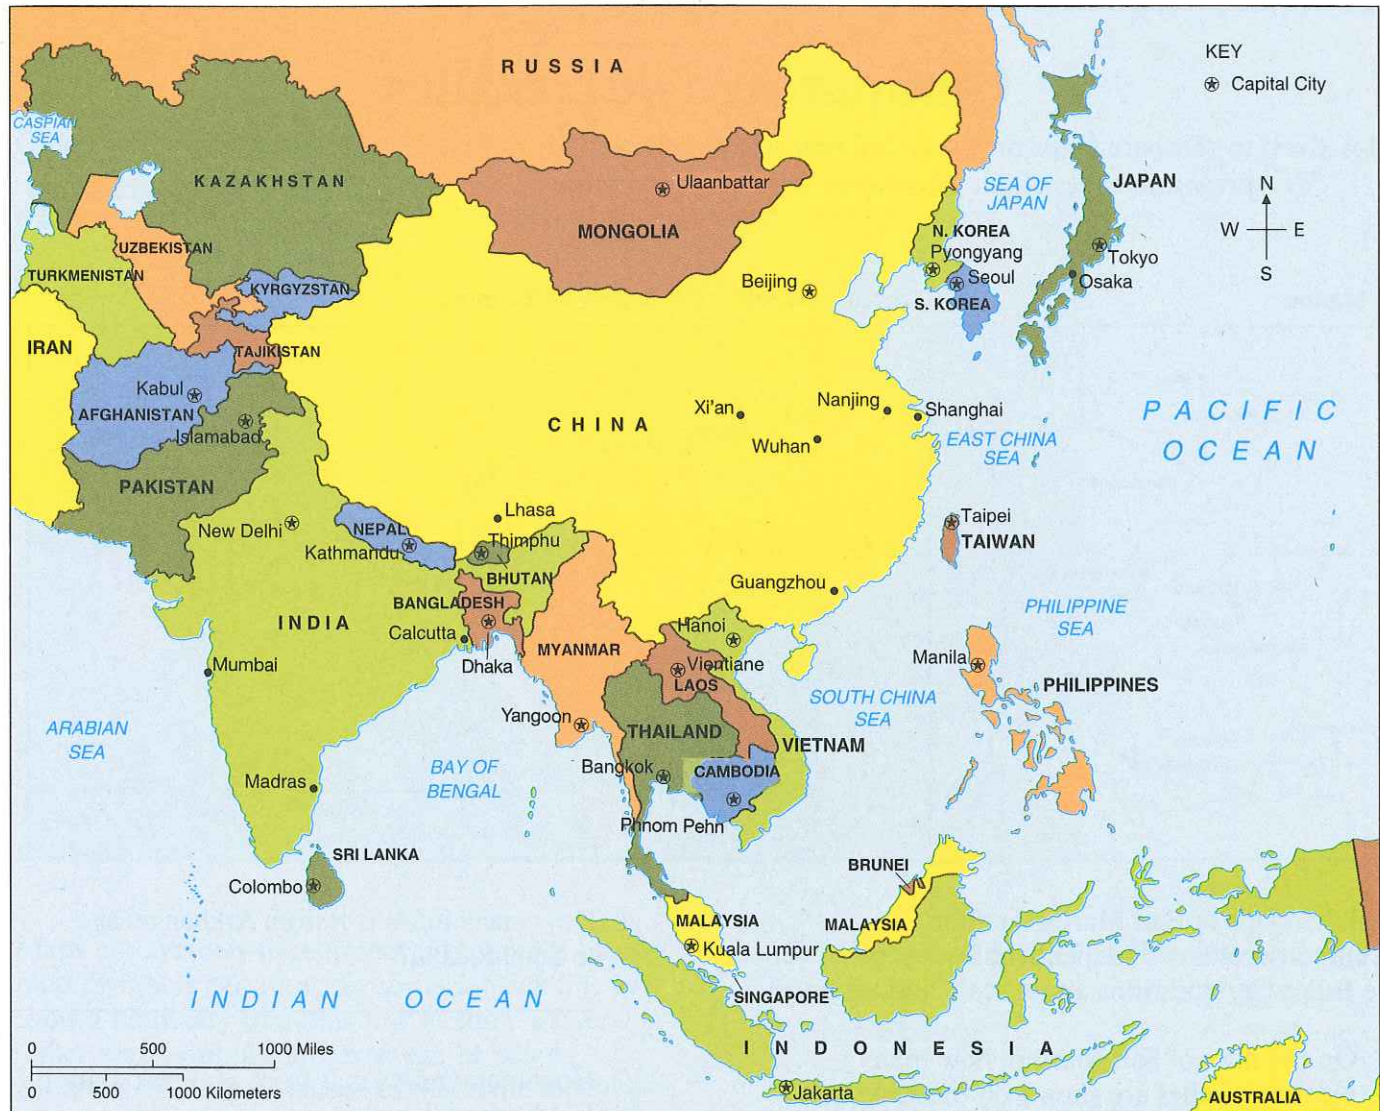 RUSSIA
KEY
Capital City
CASPIAN
SEA
KAZAKHSTAN
Ulaanbattar
MONGOLIA
SEA OF
JAPAN
JAPAN
N
W
E
S
UZBEKISTAN
TURKMENISTAN
KYRGYZSTAN
N. KOREA
Pyongyang
Seoul
S. KOREA
Tokyo
Osaka
Beijing
IRAN
TAJIKISTAN
Kabul
AFGHANISTAN
Islamabad
CHINA
Xi'an
Nanjing
Shanghai
Wuhan
EAST CHINA
SEA
PACIFIC
OCEAN
PAKISTAN
New Delhi
NEPAL
Kathmandu
Lhasa
Thimphu
BHUTAN
Taipei
TAIWAN
Guangzhou
BANGLADESH
INDIA
Calcutta
Dhaka
MYANMAR
Hanoi
PHILIPPINE
SEA
Mumbai
Vientiane
LAOS
Manila
PHILIPPINES
SOUTH CHINA
SEA
ARABIAN
SEA
Yangoon
THAILAND
VIETNAM
BAY OF
BENGAL
Bangkok
CAMBODIA
Madras
Phnom Pehn
SRI LANKA
Colombo
BRUNEI
MALAYSIA
Kuala Lumpur
MALAYSIA
SINGAPORE
INDIAN OCEAN
INDONESIA
Jakarta
AUSTRALIA
0 500 1000 Miles
0 500 1000 Kilometers